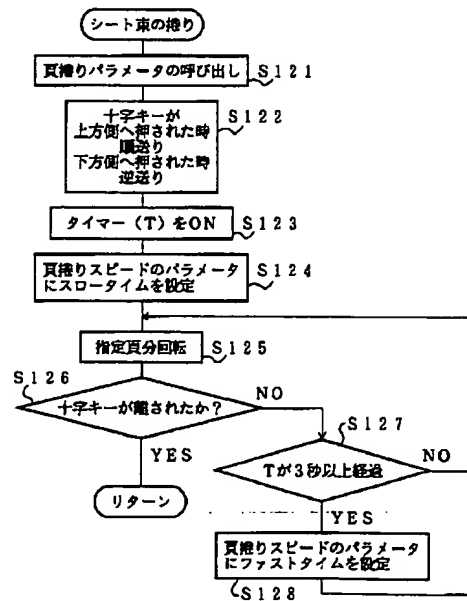 シート束の捲り
頁捲りパラメータの呼び出し
S121
十字キーが
上方側へ押された時
順送り
下方側へ押された時
逆送り
S122
タイマー（T）をON
S123
頁捲りスピードのパラメータ
にスロータイムを設定
S124
指定頁分回転
S125
S126
十字キーが離されたか？
NO
YES
リターン
S127
Tが3秒以上経過
NO
YES
頁捲りスピードのパラメータ
にファストタイムを設定
S128